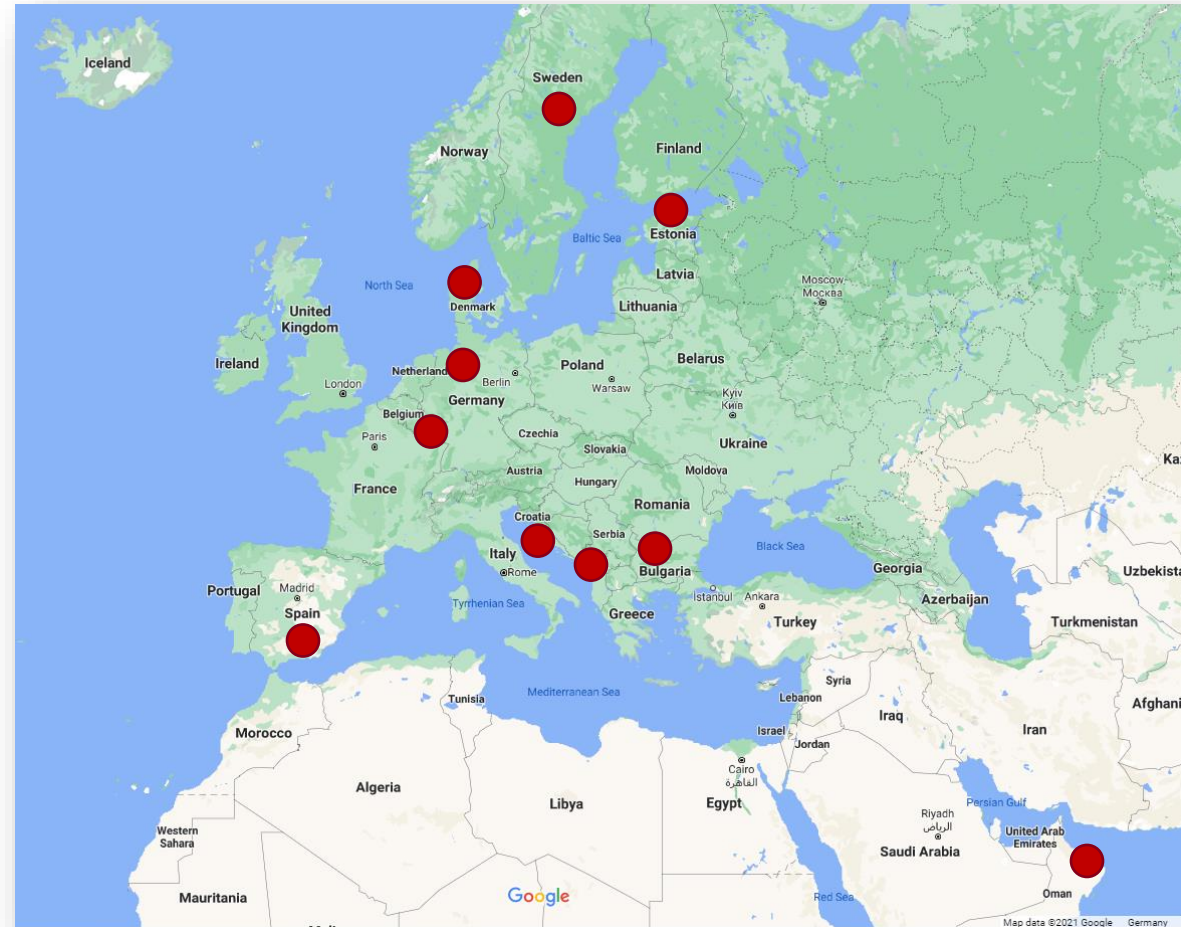 Iceland
Sweden
Norway
Finland
Baltic Sea
Estonia
North Sea
Latvia
Moscow
Москва
Denmark
Lithuania
United
Kingdom
Ireland
Belarus
Poland
Netherland
Berlin
Warsaw
London
Germany
Kyiv
Київ
Belgium
Paris
Czechia
Ukraine
Slovakia
Austria
Moldova
Hungary
France
Romania
Croatia
Serbia
Italy
Rome
Black Sea
Bulgaria
Georgia
Uzbekista
Portugal
Madrid
Spain
Tyrrhenian Sea
Greece
Istanbul
Ankara
Turkey
Azerbaijan
Turkmenistan
Ka
Tunisia
Mediterranean Sea
Syria
Lebanon
Afghani
Iraq
Iran
Israel
Jordan
Morocco
Cairo
القاهرة
Algeria
Libya
Egypt
Persian Gulf
Riyadh
الرياض
Western
Sahara
United Arab
Emirates
Saudi Arabia
Mauritania
Google
Red Sea
Oman
Map data ©2021 Google Germany